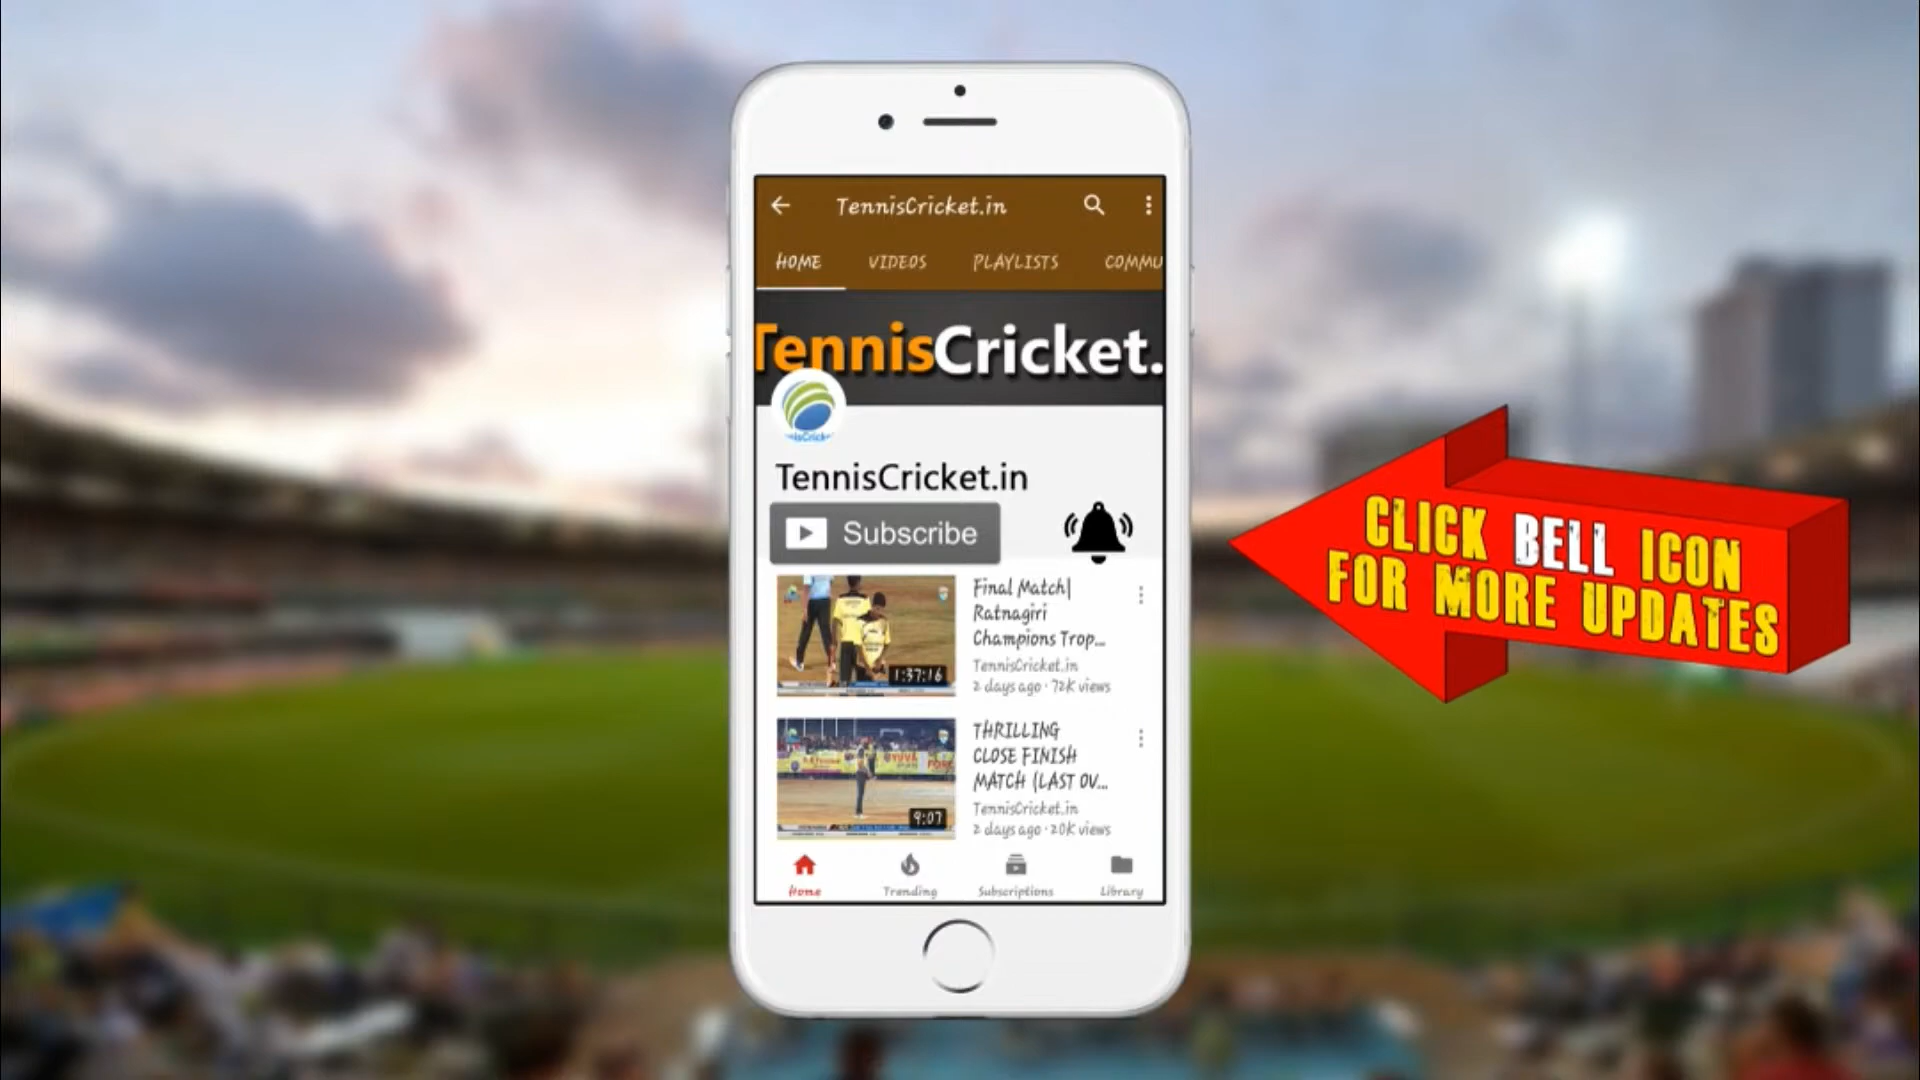 TennisCricket.in
HOME VIDEOS PLAYLISTS COMMU
TennisCricket.
TennisCricket.in
Subscribe
Final Match|
Ratnagiri
Champions Trop...
TennisCricket.in
2 days ago · 72K views
1:37:16
THRILLING
CLOSE FINISH
MATCH (LAST OV...
TennisCricket.in
2 days ago · 20K views
9:07
Home Trending Subscriptions Library
CLICK BELL ICON
FOR MORE UPDATES